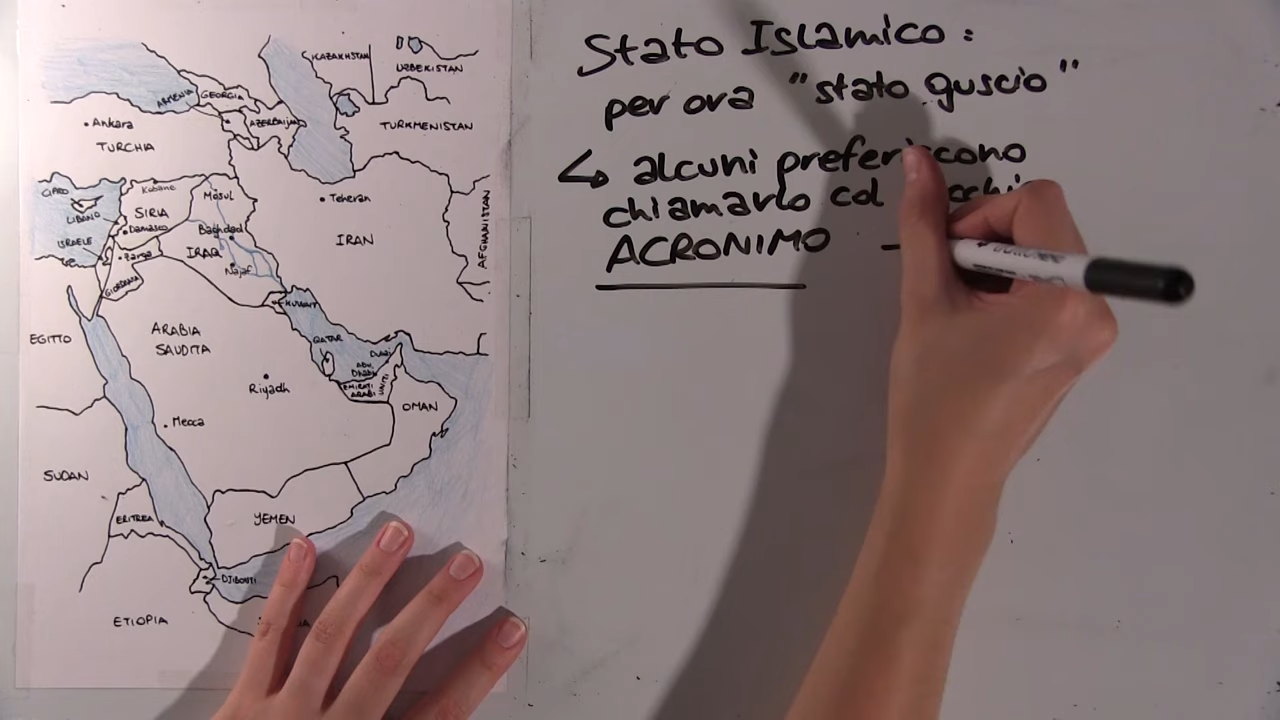 Stato Islamico:
per ora "stato guscio"
↳ alcuni preferiscono
chiamarlo col
ACRONIMO -
KAZAKHSTAN
UZBEKISTAN
ARMENIA
GEORGIA
AZERBAIJAN
TURKMENISTAN
Ankara
TURCHIA
CIPRO
Kobane
Mosul
Teheran
AFGHANISTAN
LIBANO
SIRIA
Damasco
Baghdad
IRAN
ISRAELE
Zarqa
IRAQ
Najaf
GIORDANIA
KUWAIT
EGITTO
ARABIA
SAUDITA
QATAR
DUBAI
ABU
DHABI
EMIRATI
ARABI
UNITI
Riyadh
OMAN
Mecca
SUDAN
ERITREA
YEMEN
DJIBOUTI
ETIOPIA